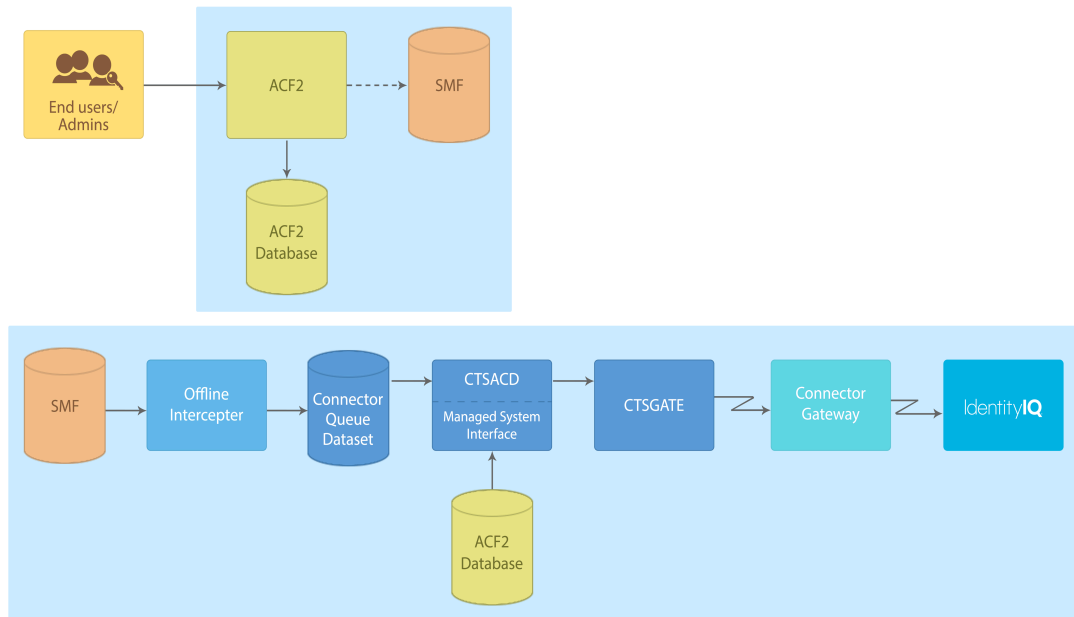 End users/
Admins
ACF2
SMF
ACF2
Database
SMF
Offline
Intercepter
Connector
Queue
Dataset
CTSACD
Managed System
Interface
CTSGATE
Connector
Gateway
IdentityIQ
ACF2
Database